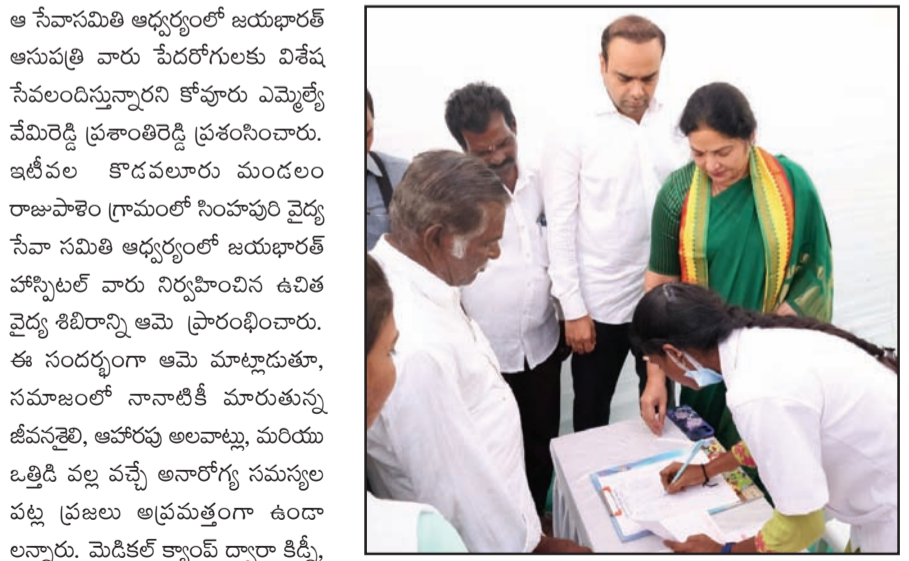 ఆ సేవాసమితి ఆధ్వర్యంలో జయభారత్
ఆసుపత్రి వారు పేదరోగులకు విశేష
సేవలందిస్తున్నారని కోవూరు ఎమ్మెల్యే
వేమిరెడ్డి ప్రశాంతిరెడ్డి ప్రశంసించారు.
ఇటీవల కొడవలూరు మండలం
రాజుపాళెం గ్రామంలో సింహపురి వైద్య
సేవా సమితి ఆధ్వర్యంలో జయభారత్
హాస్పిటల్ వారు నిర్వహించిన ఉచిత
వైద్య శిబిరాన్ని ఆమె ప్రారంభించారు.
ఈ సందర్భంగా ఆమె మాట్లాడుతూ,
సమాజంలో నానాటికీ మారుతున్న
జీవనశైలి, ఆహారపు అలవాట్లు, మరియు
ఒత్తిడి వల్ల వచ్చే అనారోగ్య సమస్యల
పట్ల ప్రజలు అప్రమత్తంగా ఉండా
లన్నారు. మెడికల్ క్యాంప్ ద్వారా కిడ్నీ,